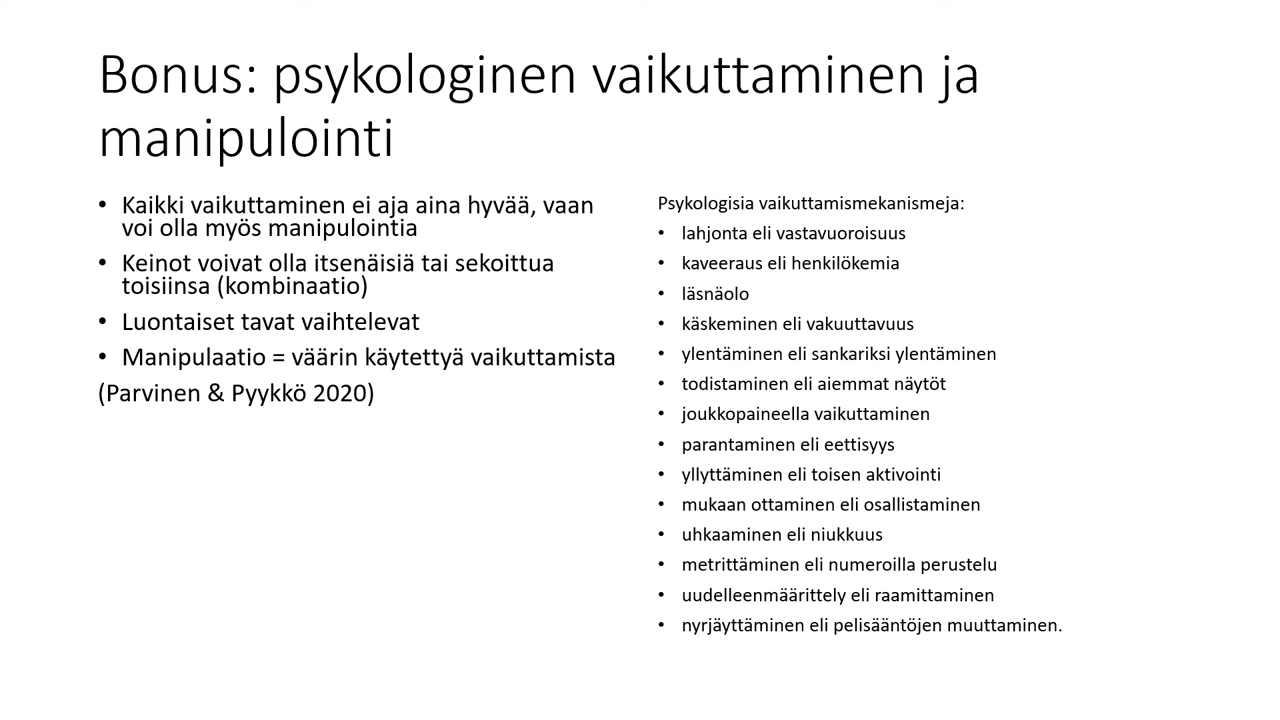 Bonus: psykologinen vaikuttaminen ja
manipulointi
• Kaikki vaikuttaminen ei aja aina hyvää, vaan
voi olla myös manipulointia
• Keinot voivat olla itsenäisiä tai sekoittua
toisiinsa (kombinaatio)
• Luontaiset tavat vaihtelevat
• Manipulaatio = väärin käytettyä vaikuttamista
(Parvinen & Pyykkö 2020)
Psykologisia vaikuttamismekanismeja:
• lahjonta eli vastavuoroisuus
• kaveeraus eli henkilökemia
• läsnäolo
• käskeminen eli vakuuttavuus
• ylentäminen eli sankariksi ylentäminen
• todistaminen eli aiemmat näytöt
• joukkopaineella vaikuttaminen
• parantaminen eli eettisyys
• yllyttäminen eli toisen aktivointi
• mukaan ottaminen eli osallistaminen
• uhkaaminen eli niukkuus
• metrittäminen eli numeroilla perustelu
• uudelleenmäärittely eli raamittaminen
• nyrjäyttäminen eli pelisääntöjen muuttaminen.